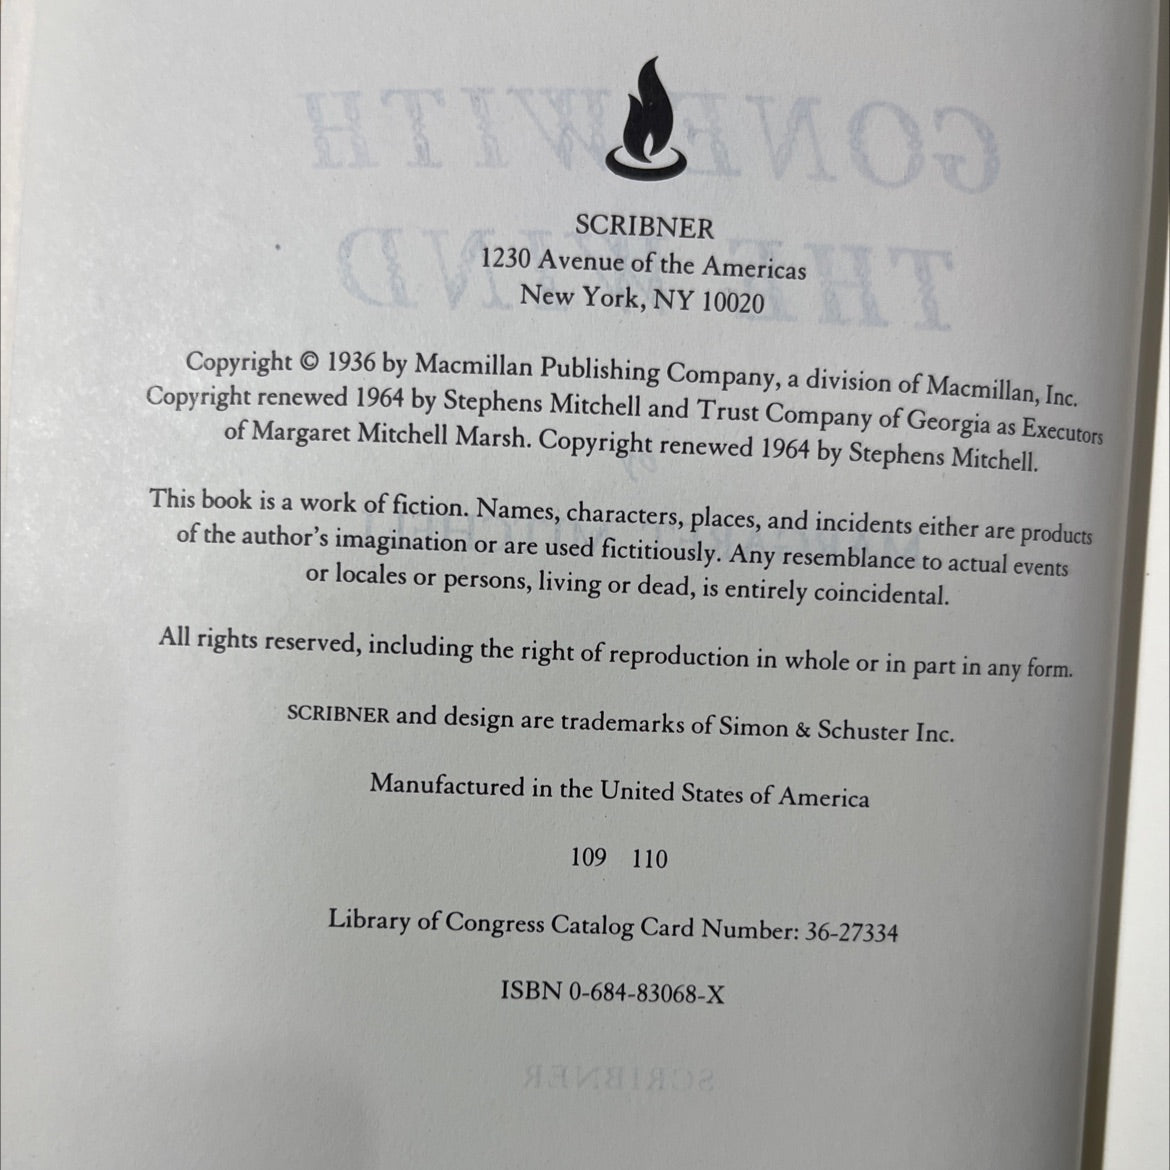 GONE WITH
THE WIND
SCRIBNER
1230 Avenue of the Americas
New York, NY 10020
Copyright © 1936 by Macmillan Publishing Company, a division of Macmillan, Inc.
Copyright renewed 1964 by Stephens Mitchell and Trust Company of Georgia as Executors
of Margaret Mitchell Marsh. Copyright renewed 1964 by Stephens Mitchell.
This book is a work of fiction. Names, characters, places, and incidents either are products
of the author's imagination or are used fictitiously. Any resemblance to actual events
or locales or persons, living or dead, is entirely coincidental.
All rights reserved, including the right of reproduction in whole or in part in any form.
SCRIBNER and design are trademarks of Simon & Schuster Inc.
Manufactured in the United States of America
109 110
Library of Congress Catalog Card Number: 36-27334
ISBN 0-684-83068-X
SCRIBNER